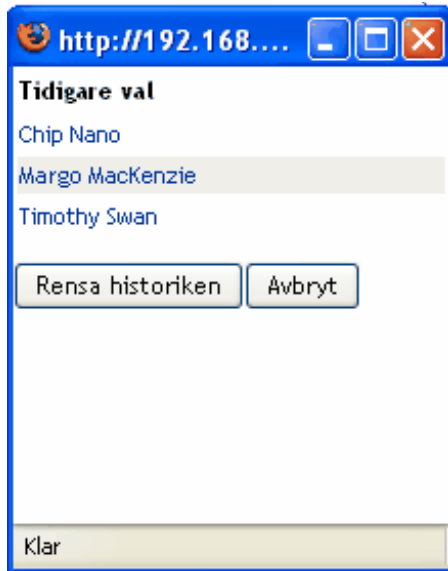 http://192.168....
Tidigare val
Chip Nano
Margo MacKenzie
Timothy Swan
Rensa historiken Avbryt
Klar